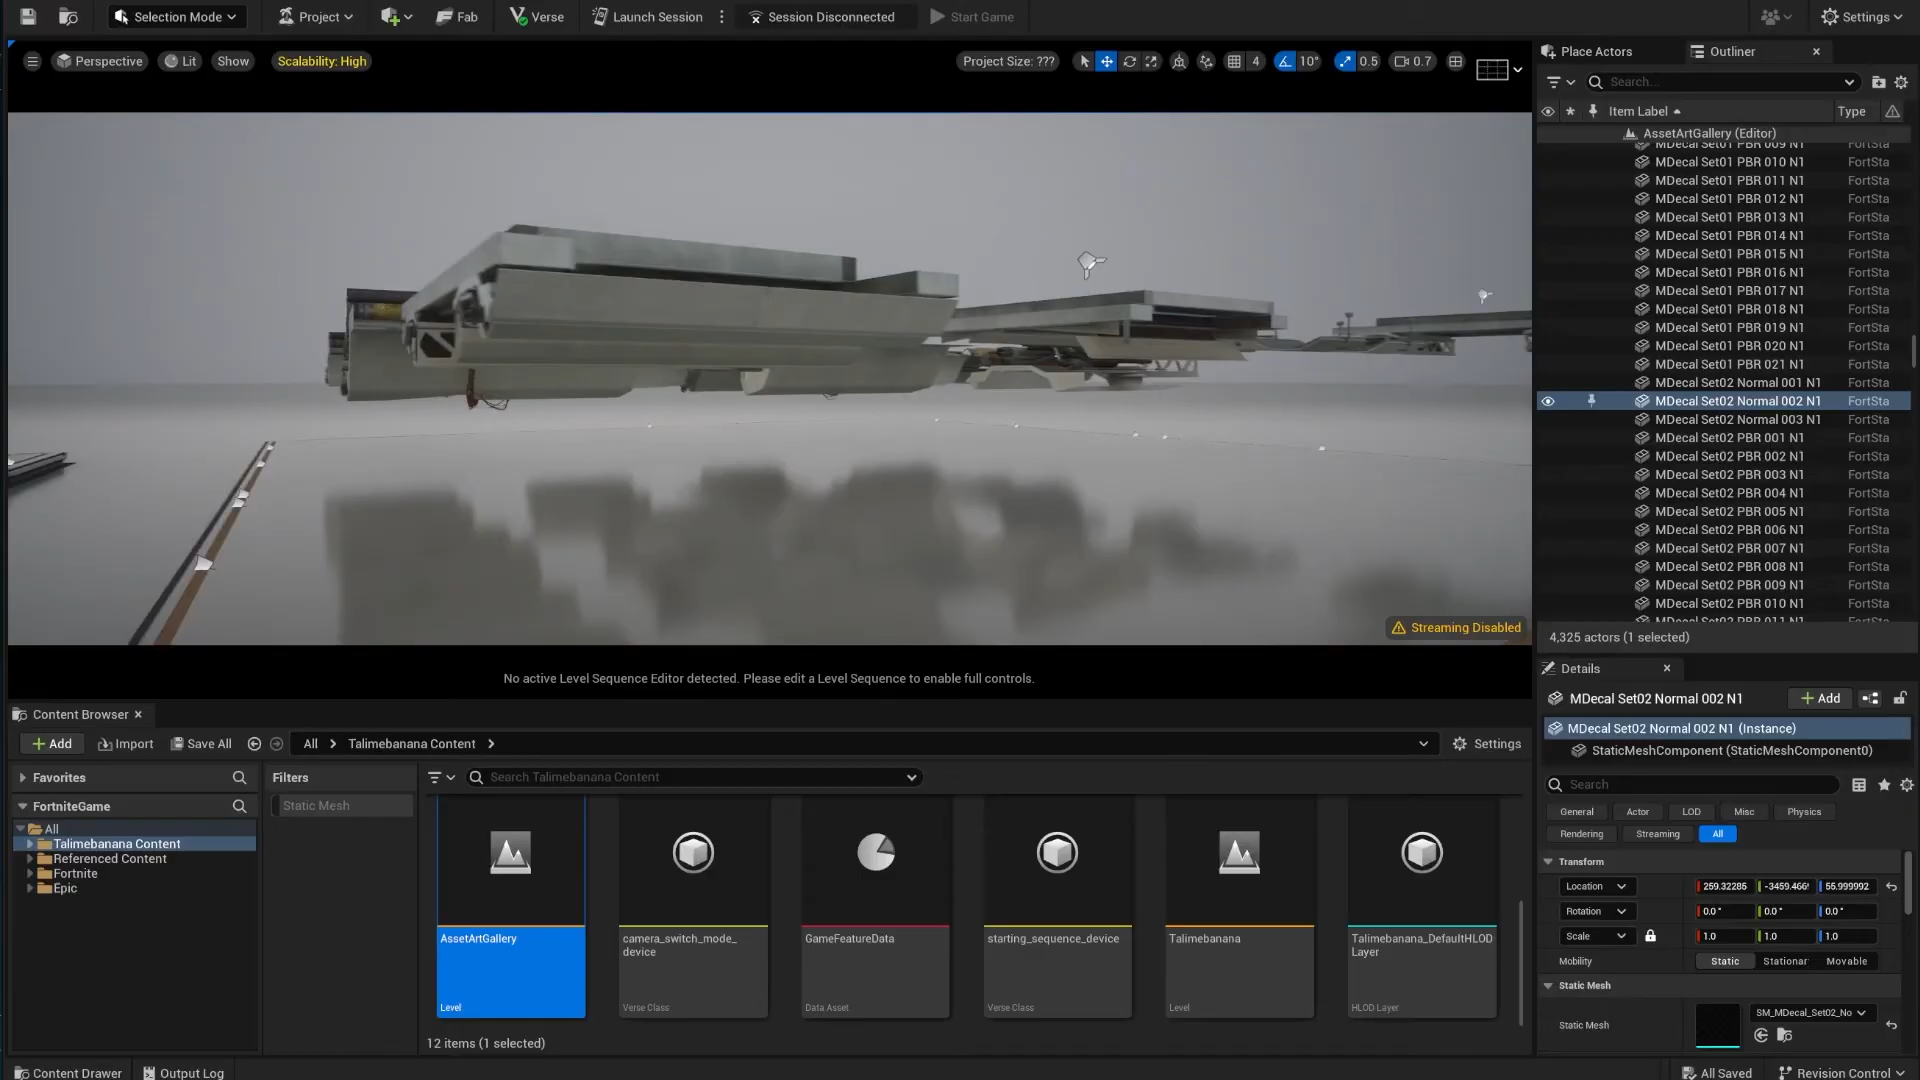 Selection Mode
Project
Fab
Verse
Launch Session
Session Disconnected
Start Game
Settings
Perspective
Lit
Show
Scalability: High
Project Size: ???
4
10°
0.5
0.7
Place Actors
Outliner
Search...
Item Label
Type
AssetArtGallery (Editor)
MDecal Set01 PBR 009 N1
MDecal Set01 PBR 010 N1 FortSta
MDecal Set01 PBR 011 N1 FortSta
MDecal Set01 PBR 012 N1 FortSta
MDecal Set01 PBR 013 N1 FortSta
MDecal Set01 PBR 014 N1 FortSta
MDecal Set01 PBR 015 N1 FortSta
MDecal Set01 PBR 016 N1 FortSta
MDecal Set01 PBR 017 N1 FortSta
MDecal Set01 PBR 018 N1 FortSta
MDecal Set01 PBR 019 N1 FortSta
MDecal Set01 PBR 020 N1 FortSta
MDecal Set01 PBR 021 N1 FortSta
MDecal Set02 Normal 001 N1 FortSta
MDecal Set02 Normal 002 N1 FortSta
MDecal Set02 Normal 003 N1 FortSta
MDecal Set02 PBR 001 N1 FortSta
MDecal Set02 PBR 002 N1 FortSta
MDecal Set02 PBR 003 N1 FortSta
MDecal Set02 PBR 004 N1 FortSta
MDecal Set02 PBR 005 N1 FortSta
MDecal Set02 PBR 006 N1 FortSta
MDecal Set02 PBR 007 N1 FortSta
MDecal Set02 PBR 008 N1 FortSta
MDecal Set02 PBR 009 N1 FortSta
MDecal Set02 PBR 010 N1 FortSta
4,325 actors (1 selected)
Streaming Disabled
No active Level Sequence Editor detected. Please edit a Level Sequence to enable full controls.
Details
MDecal Set02 Normal 002 N1
Add
MDecal Set02 Normal 002 N1 (Instance)
StaticMeshComponent (StaticMeshComponent0)
Search
General Actor LOD Misc Physics
Rendering Streaming All
Transform
Location 259.32285 -3459.466 55.999992
Rotation 0.0° 0.0° 0.0°
Scale 1.0 1.0 1.0
Mobility Static Stationar Movable
Static Mesh
Static Mesh SM_MDecal_Set02_No
Content Browser
Add Import Save All All Talimebanana Content Settings
Favorites
FortniteGame
All
Talimebanana Content
Referenced Content
Fortnite
Epic
Filters
Static Mesh
Search Talimebanana Content
AssetArtGallery
Level
camera_switch_mode_
device
Verse Class
GameFeatureData
Data Asset
starting_sequence_device
Verse Class
Talimebanana
Level
Talimebanana_DefaultHLOD
Layer
HLOD Layer
12 items (1 selected)
Content Drawer
Output Log
All Saved
Revision Control